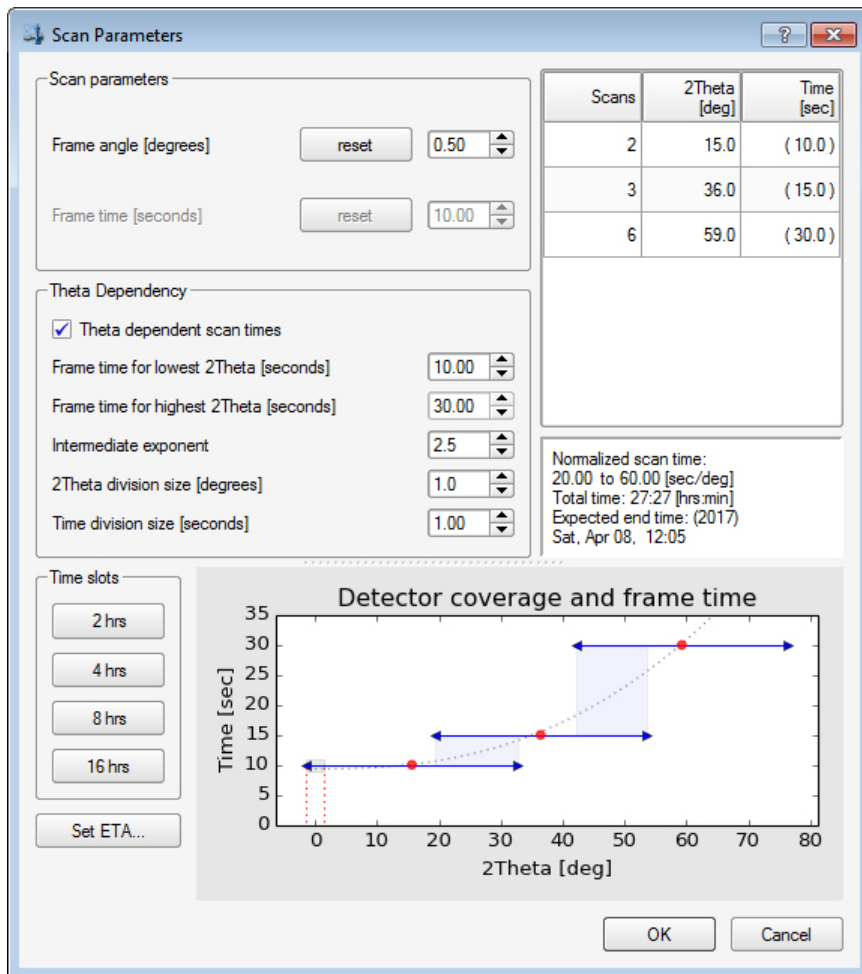 Scan Parameters
Scan parameters
Frame angle [degrees] reset 0.50
Frame time [seconds] reset 10.00
Scans 2Theta [deg] Time [sec]
2 15.0 ( 10.0 )
3 36.0 ( 15.0 )
6 59.0 ( 30.0 )
Theta Dependency
Theta dependent scan times
Frame time for lowest 2Theta [seconds] 10.00
Frame time for highest 2Theta [seconds] 30.00
Intermediate exponent 2.5
2Theta division size [degrees] 1.0
Time division size [seconds] 1.00
Normalized scan time:
20.00 to 60.00 [sec/deg]
Total time: 27:27 [hrs:min]
Expected end time: (2017)
Sat, Apr 08, 12:05
Time slots
2 hrs
4 hrs
8 hrs
16 hrs
Set ETA...
Detector coverage and frame time
Time [sec]
35
30
25
20
15
10
5
0
0 10 20 30 40 50 60 70 80
2Theta [deg]
OK Cancel